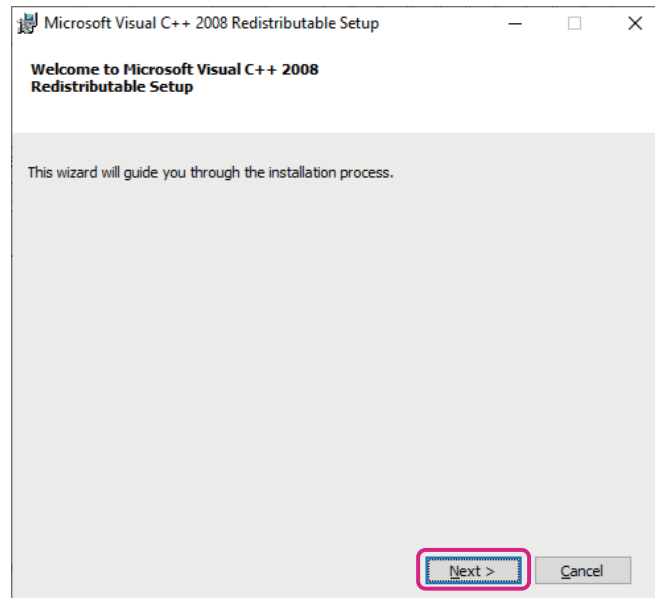 Microsoft Visual C++ 2008 Redistributable Setup
Welcome to Microsoft Visual C++ 2008
Redistributable Setup
This wizard will guide you through the installation process.
Next > Cancel